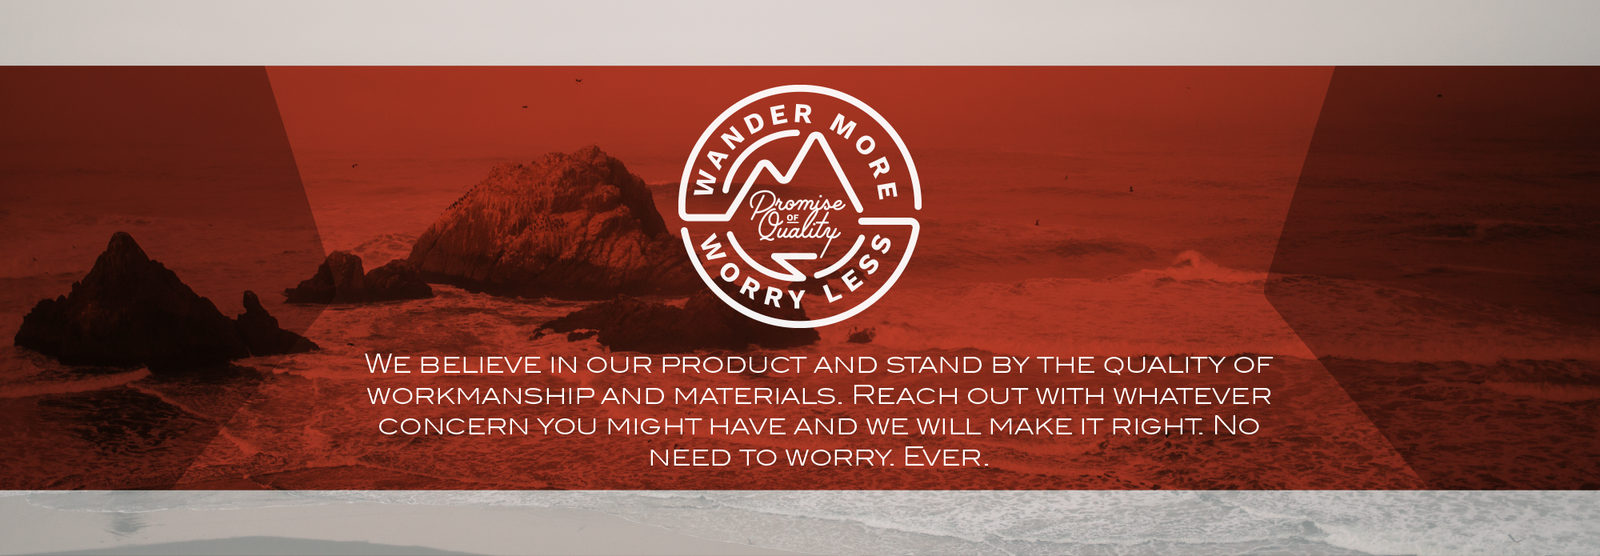 WANDER MORE
Promise
OF
Quality
WORRY LESS
WE BELIEVE IN OUR PRODUCT AND STAND BY THE QUALITY OF
WORKMANSHIP AND MATERIALS. REACH OUT WITH WHATEVER
CONCERN YOU MIGHT HAVE AND WE WILL MAKE IT RIGHT. NO
NEED TO WORRY. EVER.